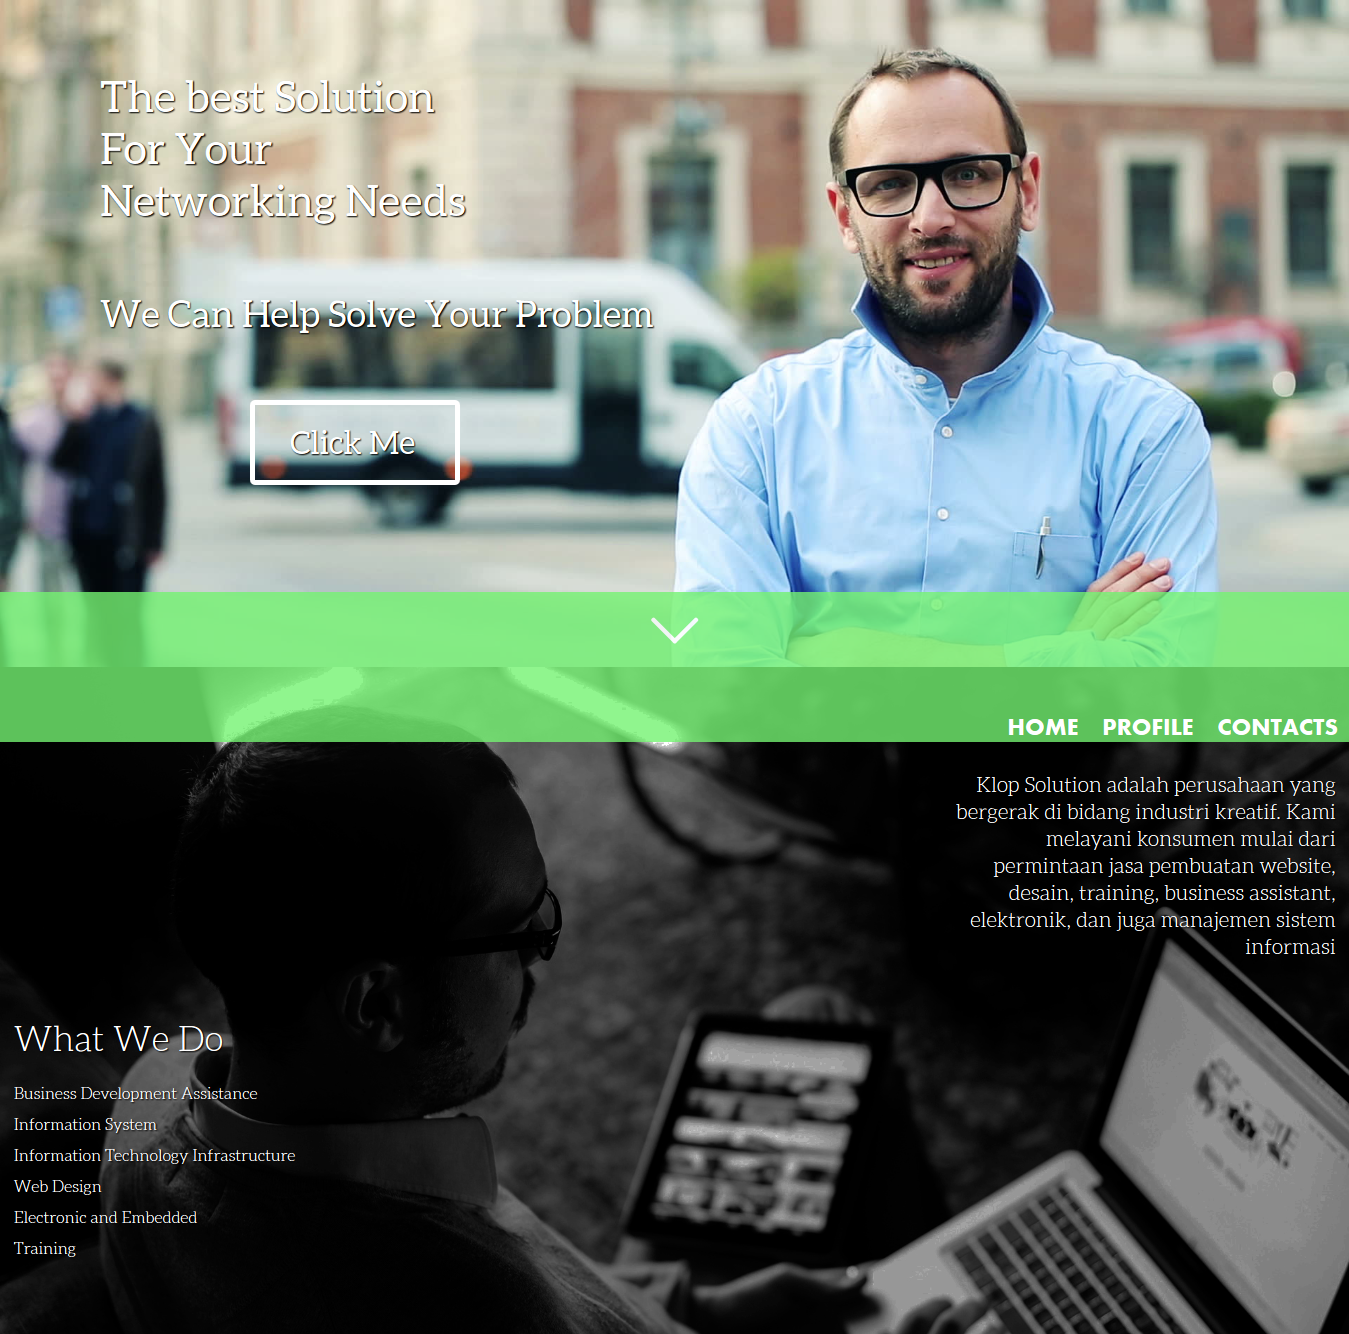 The best Solution
For Your
Networking Needs
We Can Help Solve Your Problem
Click Me
HOME PROFILE CONTACTS
Klop Solution adalah perusahaan yang
bergerak di bidang industri kreatif. Kami
melayani konsumen mulai dari
permintaan jasa pembuatan website,
desain, training, business assistant,
elektronik, dan juga manajemen sistem
informasi
What We Do
Business Development Assistance
Information System
Information Technology Infrastructure
Web Design
Electronic and Embedded
Training